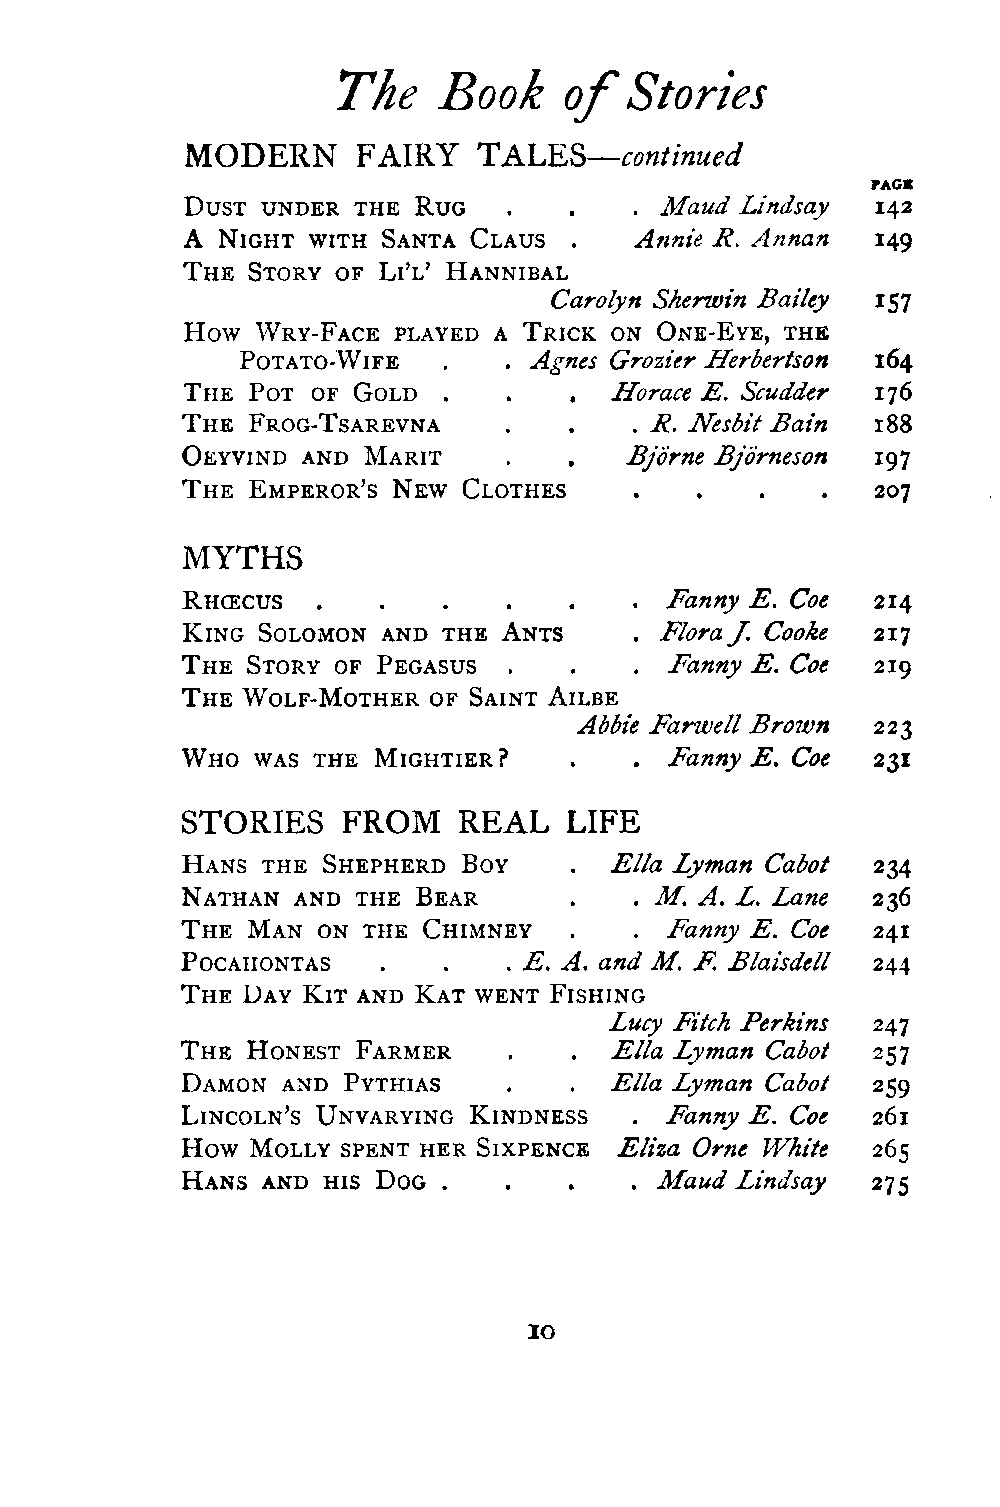 The Book of Stories
MODERN FAIRY TALES—continued
PAGE
DUST UNDER THE RUG . . . Maud Lindsay 142
A NIGHT WITH SANTA CLAUS . Annie R. Annan 149
THE STORY OF LI'L' HANNIBAL
Carolyn Sherwin Bailey 157
HOW WRY-FACE PLAYED A TRICK ON ONE-EYE, THE
POTATO-WIFE . . Agnes Grozier Herbertson 164
THE POT OF GOLD . . . Horace E. Scudder 176
THE FROG-TSAREVNA . . . R. Nesbit Bain 188
OEYVIND AND MARIT . . Björne Björneson 197
THE EMPEROR'S NEW CLOTHES . . . . 207
MYTHS
RHŒCUS . . . . . . Fanny E. Coe 214
KING SOLOMON AND THE ANTS . Flora J. Cooke 217
THE STORY OF PEGASUS . . . Fanny E. Coe 219
THE WOLF-MOTHER OF SAINT AILBE
Abbie Farwell Brown 223
WHO WAS THE MIGHTIER? . . Fanny E. Coe 231
STORIES FROM REAL LIFE
HANS THE SHEPHERD BOY . Ella Lyman Cabot 234
NATHAN AND THE BEAR . . M. A. L. Lane 236
THE MAN ON THE CHIMNEY . . Fanny E. Coe 241
POCAHONTAS . . . E. A. and M. F. Blaisdell 244
THE DAY KIT AND KAT WENT FISHING
Lucy Fitch Perkins 247
THE HONEST FARMER . . Ella Lyman Cabot 257
DAMON AND PYTHIAS . . Ella Lyman Cabot 259
LINCOLN'S UNVARYING KINDNESS . Fanny E. Coe 261
HOW MOLLY SPENT HER SIXPENCE Eliza Orne White 265
HANS AND HIS DOG . . . . Maud Lindsay 275
10